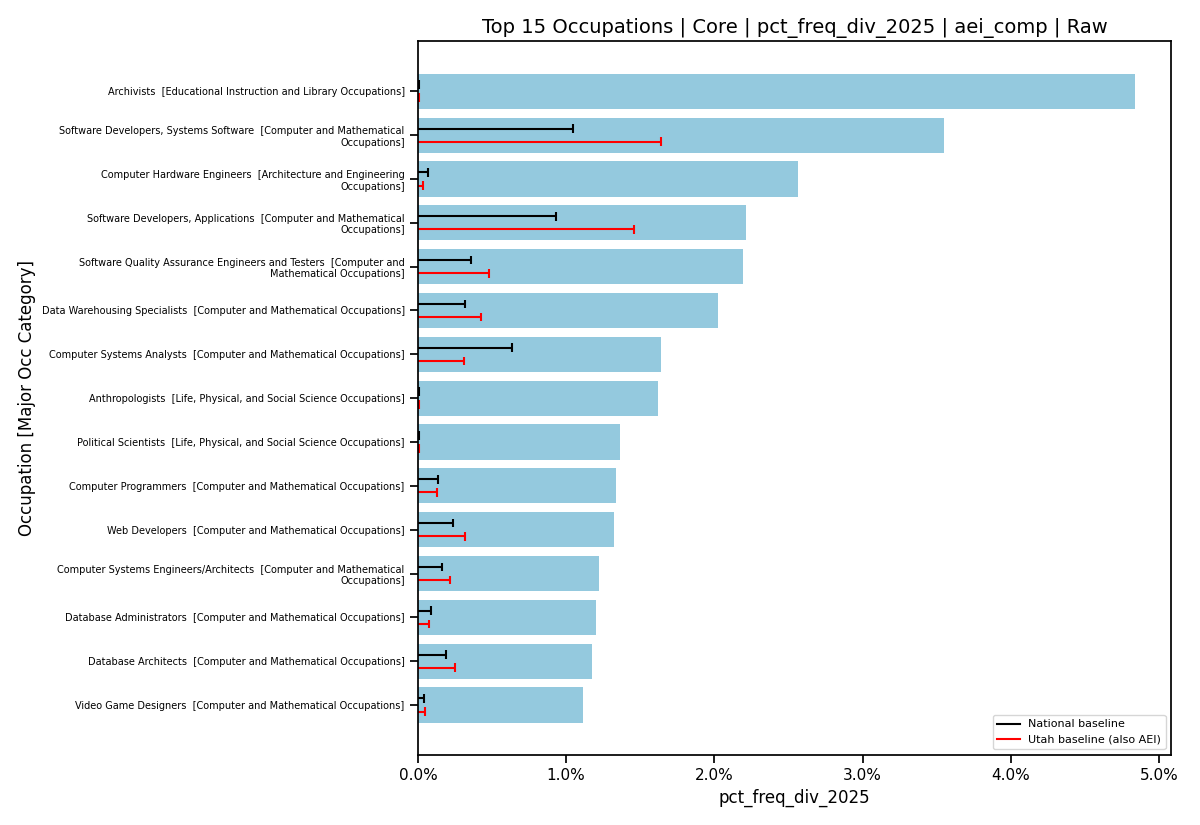 Top 15 Occupations | Core | pct_freq_div_2025 | aei_comp | Raw
Occupation [Major Occ Category]
Archivists  [Educational Instruction and Library Occupations]
Software Developers, Systems Software  [Computer and Mathematical
Occupations]
Computer Hardware Engineers  [Architecture and Engineering
Occupations]
Software Developers, Applications  [Computer and Mathematical
Occupations]
Software Quality Assurance Engineers and Testers  [Computer and
Mathematical Occupations]
Data Warehousing Specialists  [Computer and Mathematical Occupations]
Computer Systems Analysts  [Computer and Mathematical Occupations]
Anthropologists  [Life, Physical, and Social Science Occupations]
Political Scientists  [Life, Physical, and Social Science Occupations]
Computer Programmers  [Computer and Mathematical Occupations]
Web Developers  [Computer and Mathematical Occupations]
Computer Systems Engineers/Architects  [Computer and Mathematical
Occupations]
Database Administrators  [Computer and Mathematical Occupations]
Database Architects  [Computer and Mathematical Occupations]
Video Game Designers  [Computer and Mathematical Occupations]
National baseline
Utah baseline (also AEI)
0.0% 1.0% 2.0% 3.0% 4.0% 5.0%
pct_freq_div_2025